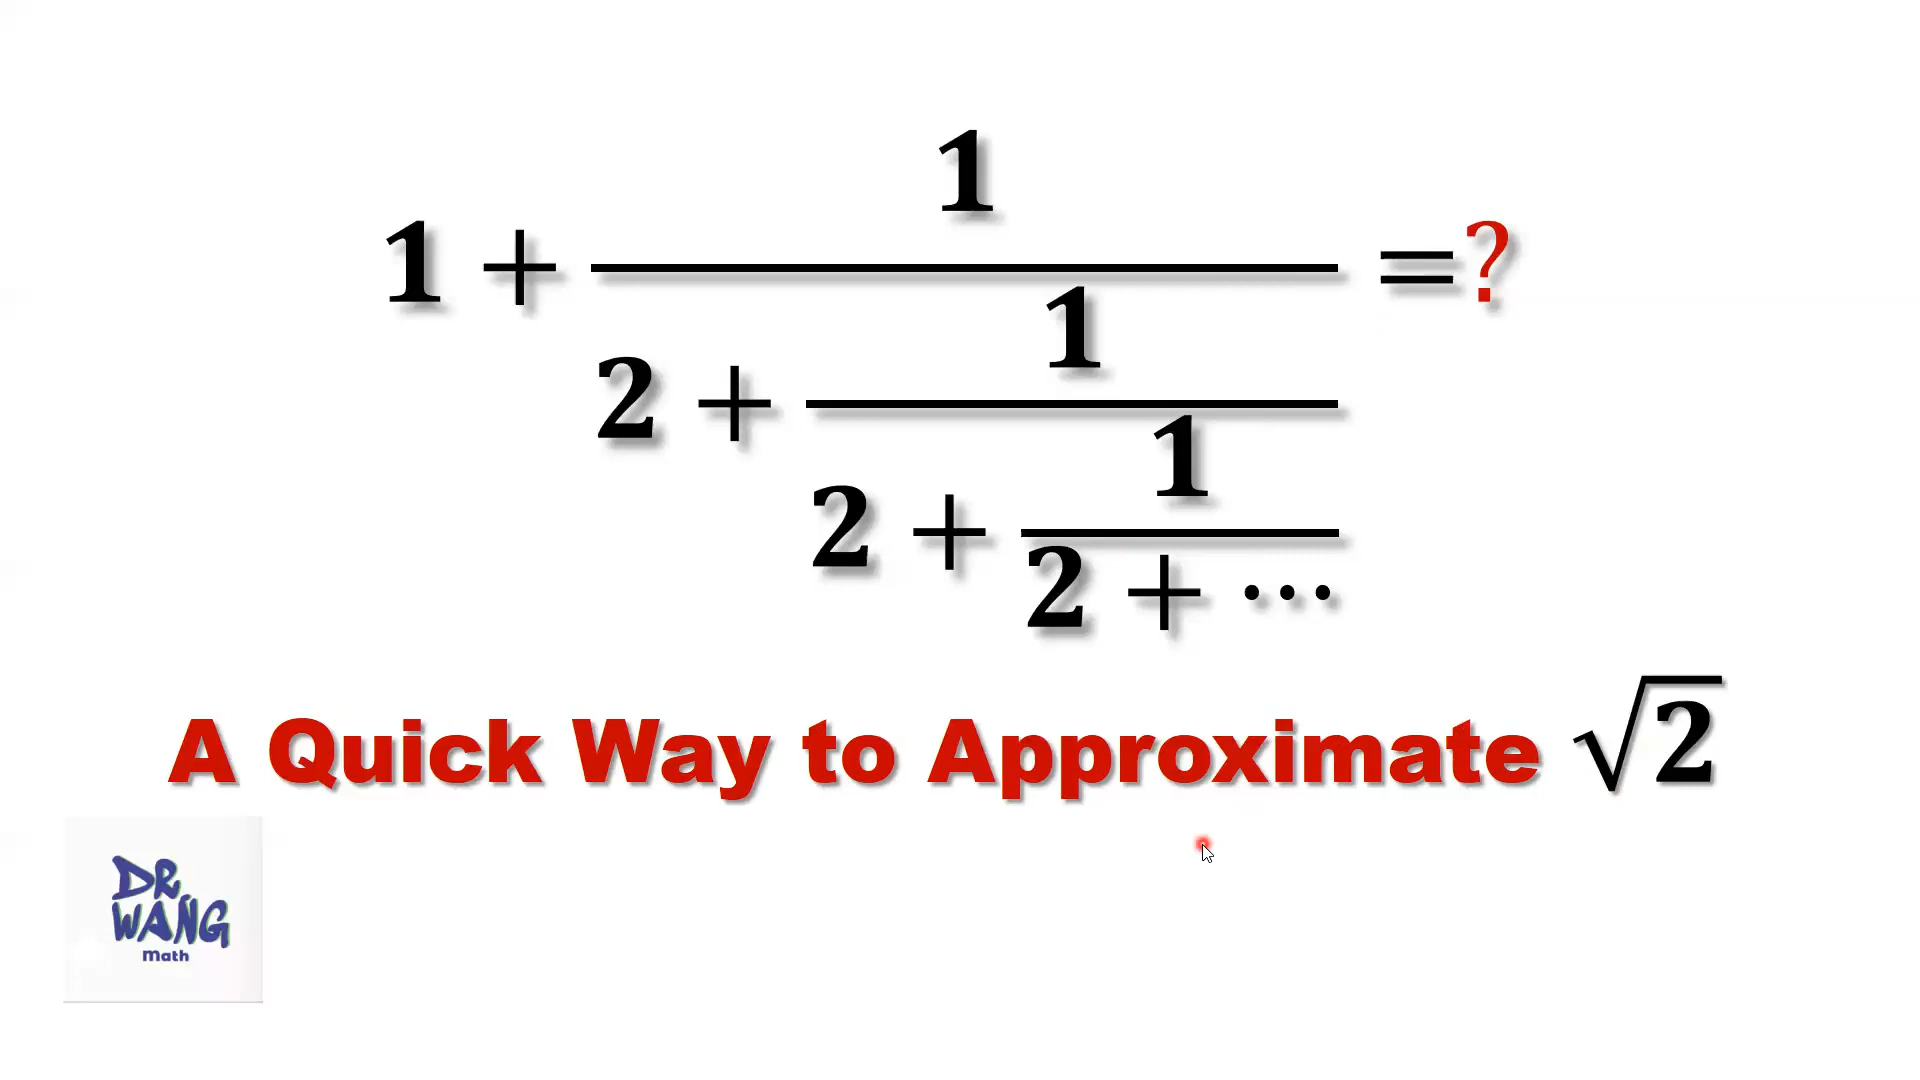 1 + 1
2 + 1
2 + 1
2 + ⋯
= ?
A Quick Way to Approximate √2
DR.
WANG
Math